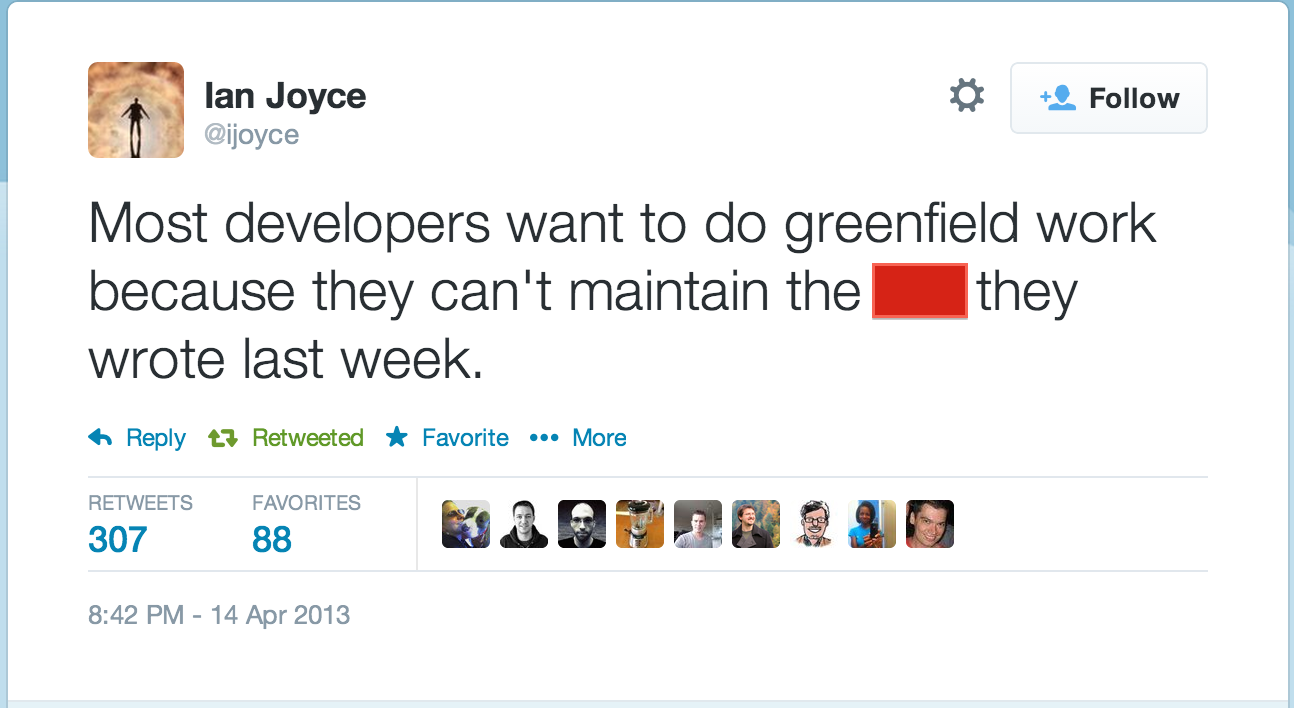 Ian Joyce
@ijoyce
Follow
Most developers want to do greenfield work
because they can't maintain the they
wrote last week.
Reply Retweeted Favorite More
RETWEETS FAVORITES
307 88
8:42 PM - 14 Apr 2013